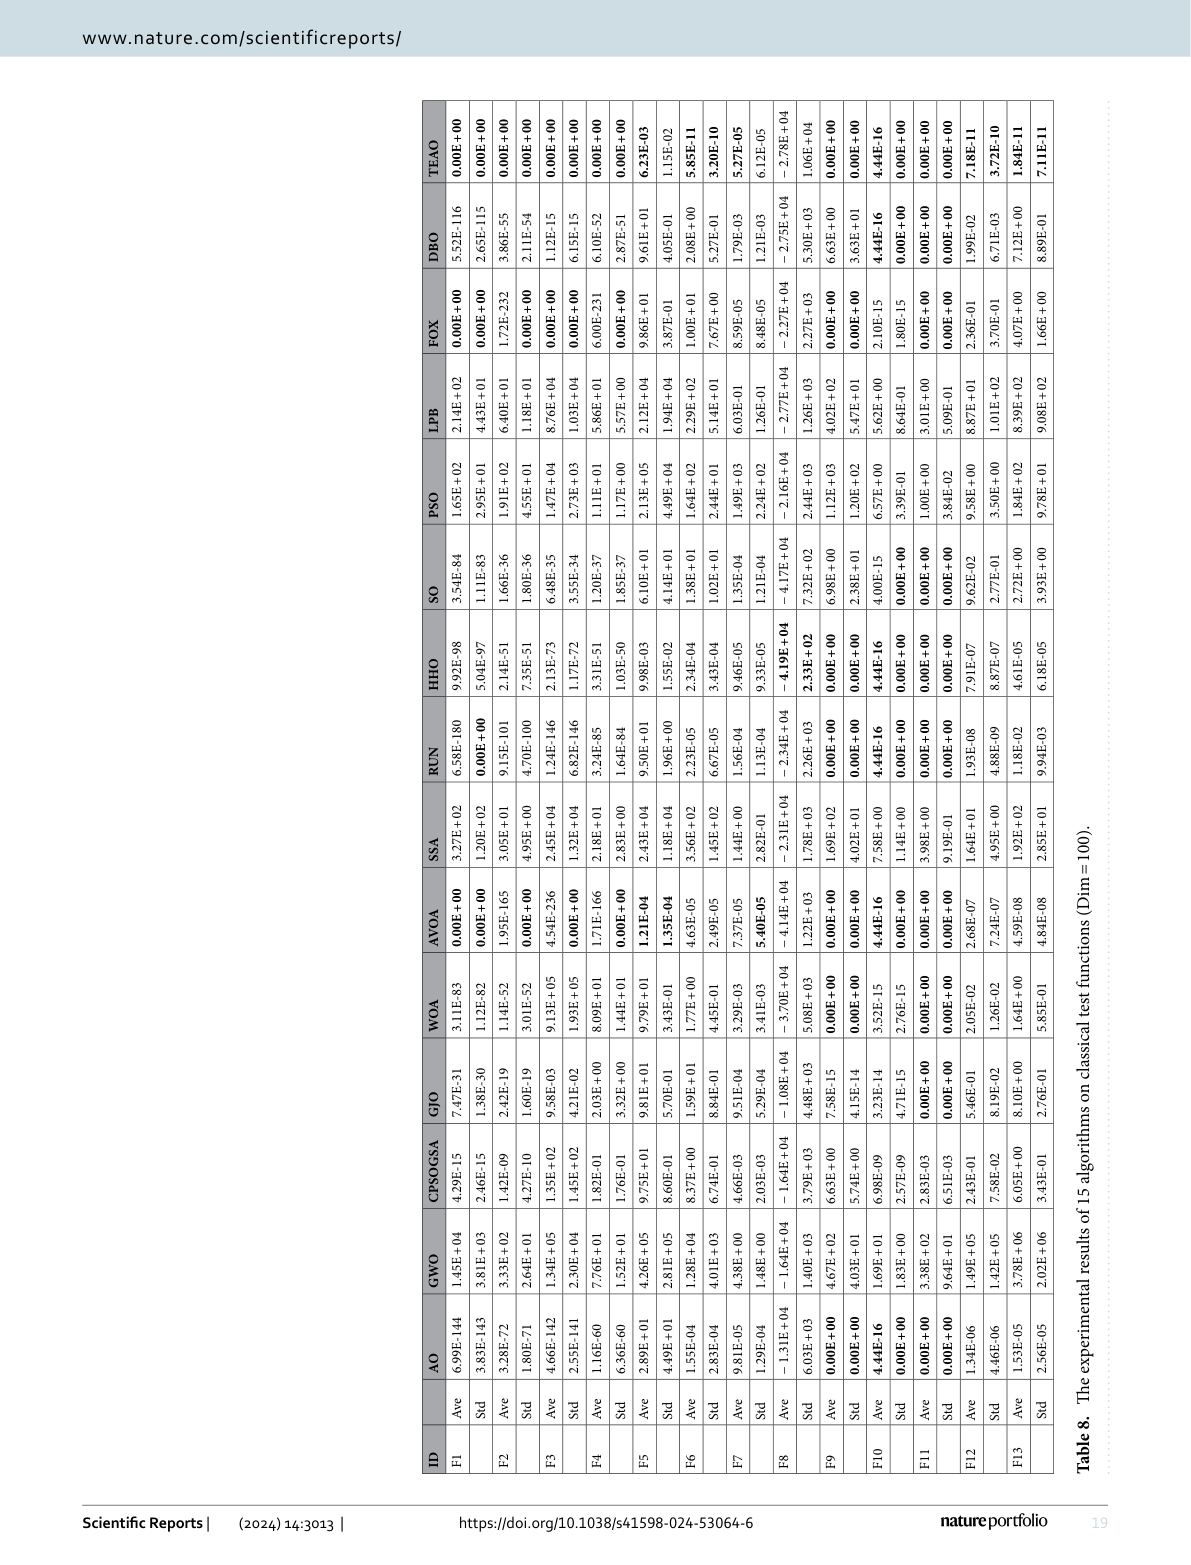 www.nature.com/scientificreports/
ID AO GWO CPSOGSA GJO WOA AVOA SSA RUN HHO SO PSO LPB FOX DBO TEAO
F1 Ave 6.99E-144 1.45E + 04 4.29E-15 7.47E-31 3.11E-83 0.00E + 00 3.27E + 02 6.58E-180 9.92E-98 3.54E-84 1.65E + 02 2.14E + 02 0.00E + 00 5.52E-116 0.00E + 00
Std 3.83E-143 3.81E + 03 2.46E-15 1.38E-30 1.12E-82 0.00E + 00 1.20E + 02 0.00E + 00 5.04E-97 1.11E-83 2.95E + 01 4.43E + 01 0.00E + 00 2.65E-115 0.00E + 00
F2 Ave 3.28E-72 3.33E + 02 1.42E-09 2.42E-19 1.14E-52 1.95E-165 3.05E + 01 9.15E-101 2.14E-51 1.66E-36 1.91E + 02 6.40E + 01 1.72E-232 3.86E-55 0.00E + 00
Std 1.80E-71 2.64E + 01 4.27E-10 1.60E-19 3.01E-52 0.00E + 00 4.95E + 00 4.70E-100 7.35E-51 1.80E-36 4.55E + 01 1.18E + 01 0.00E + 00 2.11E-54 0.00E + 00
F3 Ave 4.66E-142 1.34E + 05 1.35E + 02 9.58E-03 9.13E + 05 4.54E-236 2.45E + 04 1.24E-146 2.13E-73 6.48E-35 1.47E + 04 8.76E + 04 0.00E + 00 1.12E-15 0.00E + 00
Std 2.55E-141 2.30E + 04 1.45E + 02 4.21E-02 1.93E + 05 0.00E + 00 1.32E + 04 6.82E-146 1.17E-72 3.55E-34 2.73E + 03 1.03E + 04 0.00E + 00 6.15E-15 0.00E + 00
F4 Ave 1.16E-60 7.76E + 01 1.82E-01 2.03E + 00 8.09E + 01 1.71E-166 2.18E + 01 3.24E-85 3.31E-51 1.20E-37 1.11E + 01 5.86E + 01 6.00E-231 6.10E-52 0.00E + 00
Std 6.36E-60 1.52E + 01 1.76E-01 3.32E + 00 1.44E + 01 0.00E + 00 2.83E + 00 1.64E-84 1.03E-50 1.85E-37 1.17E + 00 5.57E + 00 0.00E + 00 2.87E-51 0.00E + 00
F5 Ave 2.89E + 01 4.26E + 05 9.75E + 01 9.81E + 01 9.79E + 01 1.21E-04 2.43E + 04 9.50E + 01 9.98E-03 6.10E + 01 2.13E + 05 2.12E + 04 9.86E + 01 9.61E + 01 6.23E-03
Std 4.49E + 01 2.81E + 05 8.60E-01 5.70E-01 3.43E-01 1.35E-04 1.18E + 04 1.96E + 00 1.55E-02 4.14E + 01 4.49E + 04 1.94E + 04 3.87E-01 4.05E-01 1.15E-02
F6 Ave 1.55E-04 1.28E + 04 8.37E + 00 1.59E + 01 1.77E + 00 4.63E-05 3.56E + 02 2.23E-05 2.34E-04 1.38E + 01 1.64E + 02 2.29E + 02 1.00E + 01 2.08E + 00 5.85E-11
Std 2.83E-04 4.01E + 03 6.74E-01 8.84E-01 4.45E-01 2.49E-05 1.45E + 02 6.67E-05 3.43E-04 1.02E + 01 2.44E + 01 5.14E + 01 7.67E + 00 5.27E-01 3.20E-10
F7 Ave 9.81E-05 4.38E + 00 4.66E-03 9.51E-04 3.29E-03 7.37E-05 1.44E + 00 1.56E-04 9.46E-05 1.35E-04 1.49E + 03 6.03E-01 8.59E-05 1.79E-03 5.27E-05
Std 1.29E-04 1.48E + 00 2.03E-03 5.29E-04 3.41E-03 5.40E-05 2.82E-01 1.13E-04 9.33E-05 1.21E-04 2.24E + 02 1.26E-01 8.48E-05 1.21E-03 6.12E-05
F8 Ave − 1.31E + 04 − 1.64E + 04 − 1.64E + 04 − 1.08E + 04 − 3.70E + 04 − 4.14E + 04 − 2.31E + 04 − 2.34E + 04 − 4.19E + 04 − 4.17E + 04 − 2.16E + 04 − 2.77E + 04 − 2.27E + 04 − 2.75E + 04 − 2.78E + 04
Std 6.03E + 03 1.40E + 03 3.79E + 03 4.48E + 03 5.08E + 03 1.22E + 03 1.78E + 03 2.26E + 03 2.33E + 02 7.32E + 02 2.44E + 03 1.26E + 03 2.27E + 03 5.30E + 03 1.06E + 04
F9 Ave 0.00E + 00 4.67E + 02 6.63E + 00 7.58E-15 0.00E + 00 0.00E + 00 1.69E + 02 0.00E + 00 0.00E + 00 6.98E + 00 1.12E + 03 4.02E + 02 0.00E + 00 6.63E + 00 0.00E + 00
Std 0.00E + 00 4.03E + 01 5.74E + 00 4.15E-14 0.00E + 00 0.00E + 00 4.02E + 01 0.00E + 00 0.00E + 00 2.38E + 01 1.20E + 02 5.47E + 01 0.00E + 00 3.63E + 01 0.00E + 00
F10 Ave 4.44E-16 1.69E + 01 6.98E-09 3.23E-14 3.52E-15 4.44E-16 7.58E + 00 4.44E-16 4.44E-16 4.00E-15 6.57E + 00 5.62E + 00 2.10E-15 4.44E-16 4.44E-16
Std 0.00E + 00 1.83E + 00 2.57E-09 4.71E-15 2.76E-15 0.00E + 00 1.14E + 00 0.00E + 00 0.00E + 00 0.00E + 00 3.39E-01 8.64E-01 1.80E-15 0.00E + 00 0.00E + 00
F11 Ave 0.00E + 00 3.38E + 02 2.83E-03 0.00E + 00 0.00E + 00 0.00E + 00 3.98E + 00 0.00E + 00 0.00E + 00 0.00E + 00 1.00E + 00 3.01E + 00 0.00E + 00 0.00E + 00 0.00E + 00
Std 0.00E + 00 9.64E + 01 6.51E-03 0.00E + 00 0.00E + 00 0.00E + 00 9.19E-01 0.00E + 00 0.00E + 00 0.00E + 00 3.84E-02 5.09E-01 0.00E + 00 0.00E + 00 0.00E + 00
F12 Ave 1.34E-06 1.49E + 05 2.43E-01 5.46E-01 2.05E-02 2.68E-07 1.64E + 01 1.93E-08 7.91E-07 9.62E-02 9.58E + 00 8.87E + 01 2.36E-01 1.99E-02 7.18E-11
Std 4.46E-06 1.42E + 05 7.58E-02 8.19E-02 1.26E-02 7.24E-07 4.95E + 00 4.88E-09 8.87E-07 2.77E-01 3.50E + 00 1.01E + 02 3.70E-01 6.71E-03 3.72E-10
F13 Ave 1.53E-05 3.78E + 06 6.05E + 00 8.10E + 00 1.64E + 00 4.59E-08 1.92E + 02 1.18E-02 4.61E-05 2.72E + 00 1.84E + 02 8.39E + 02 4.07E + 00 7.12E + 00 1.84E-11
Std 2.56E-05 2.02E + 06 3.43E-01 2.76E-01 5.85E-01 4.84E-08 2.85E + 01 9.94E-03 6.18E-05 3.93E + 00 9.78E + 01 9.08E + 02 1.66E + 00 8.89E-01 7.11E-11
Table 8. The experimental results of 15 algorithms on classical test functions (Dim = 100).
Scientific Reports | (2024) 14:3013 | https://doi.org/10.1038/s41598-024-53064-6 nature portfolio 19